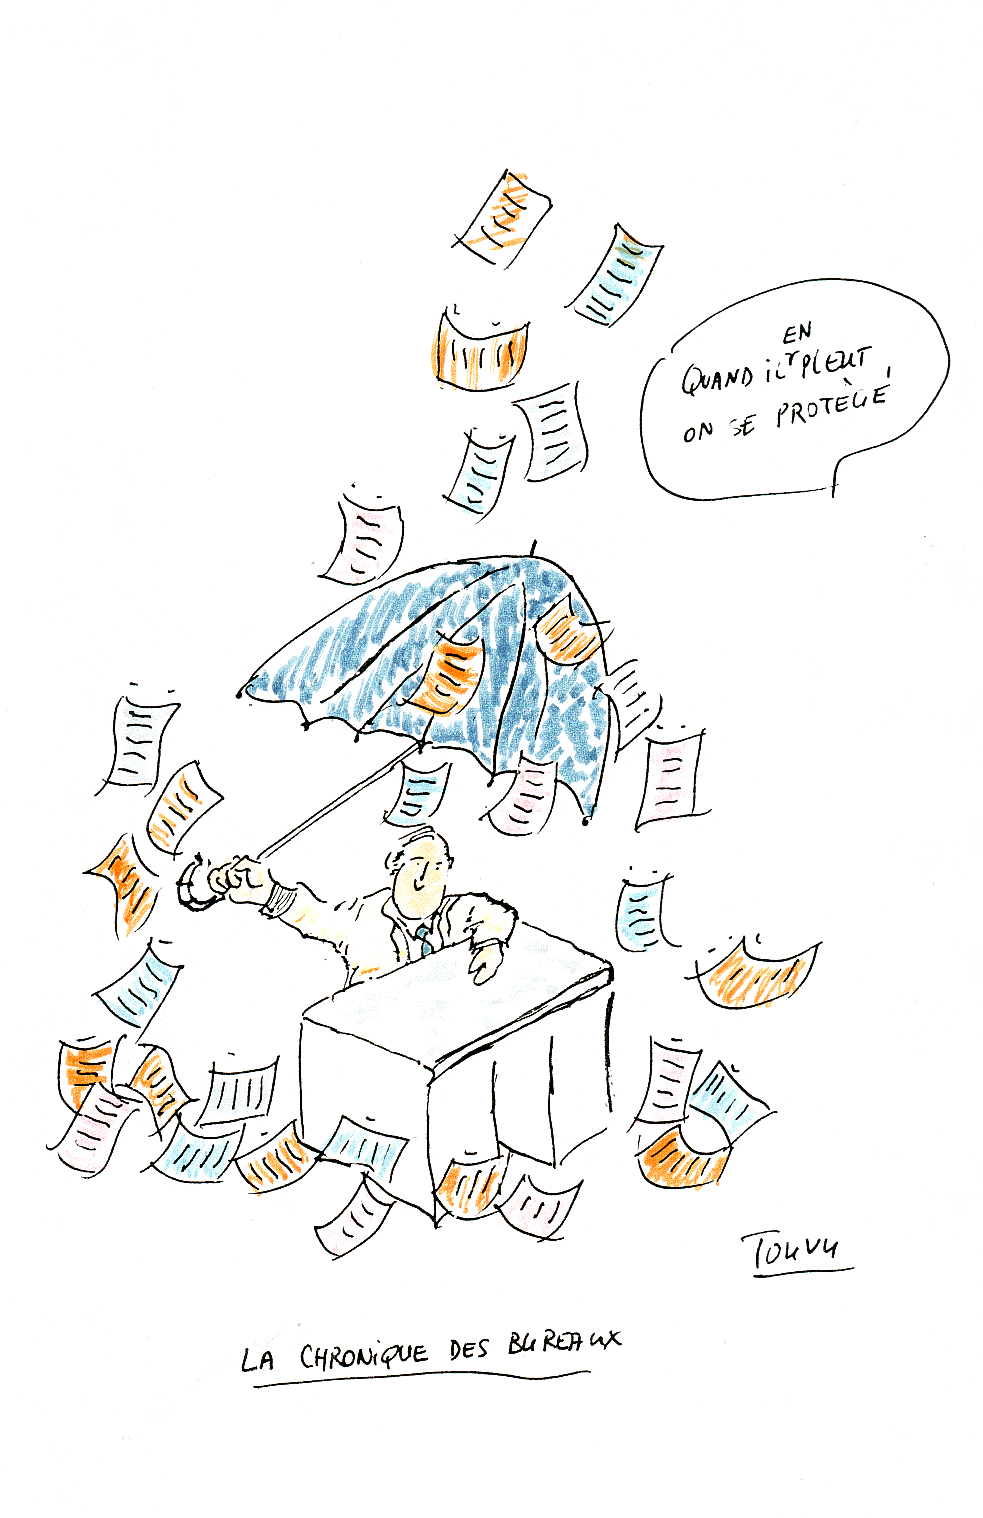 QUAND IL EN PLEUT,
ON SE PROTÈGE
TOUVU
LA CHRONIQUE DES BUREAUX